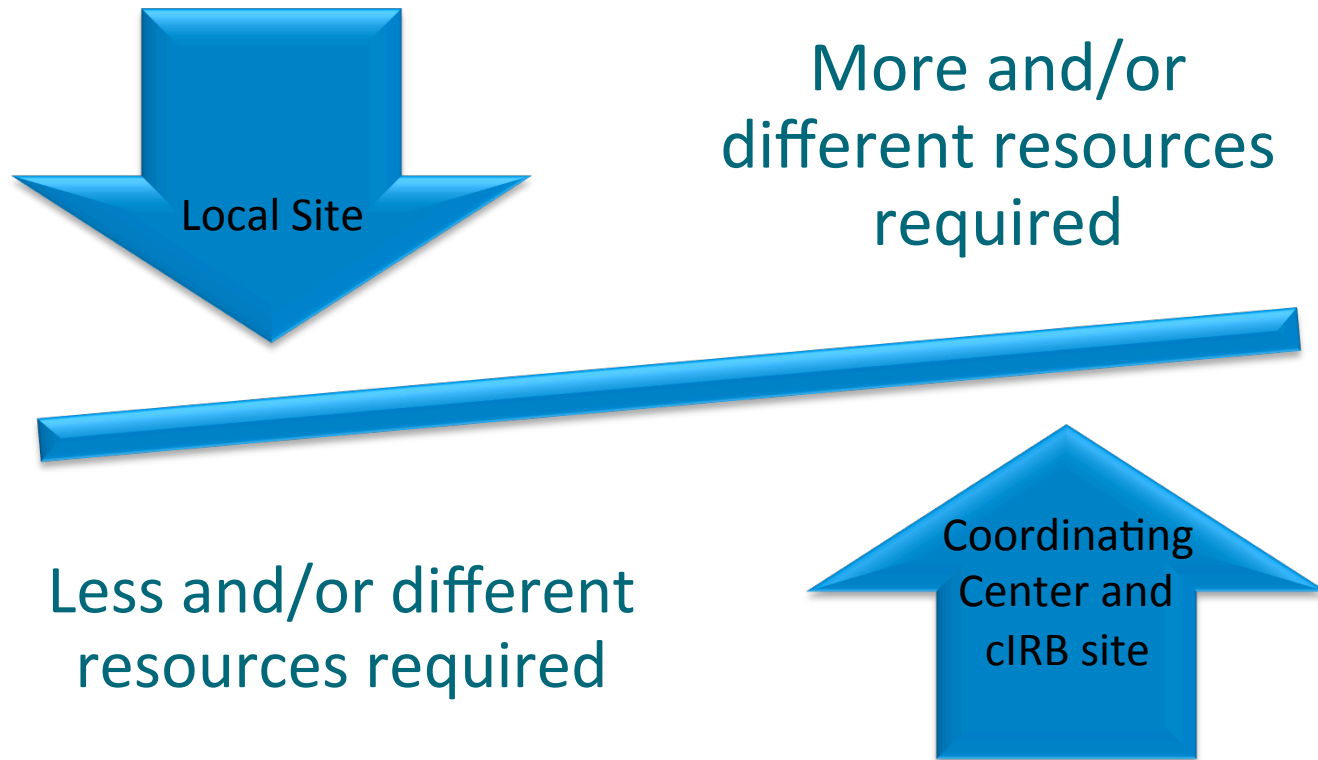 Local Site
More and/or
different resources
required
Less and/or different
resources required
Coordinating
Center and
cIRB site